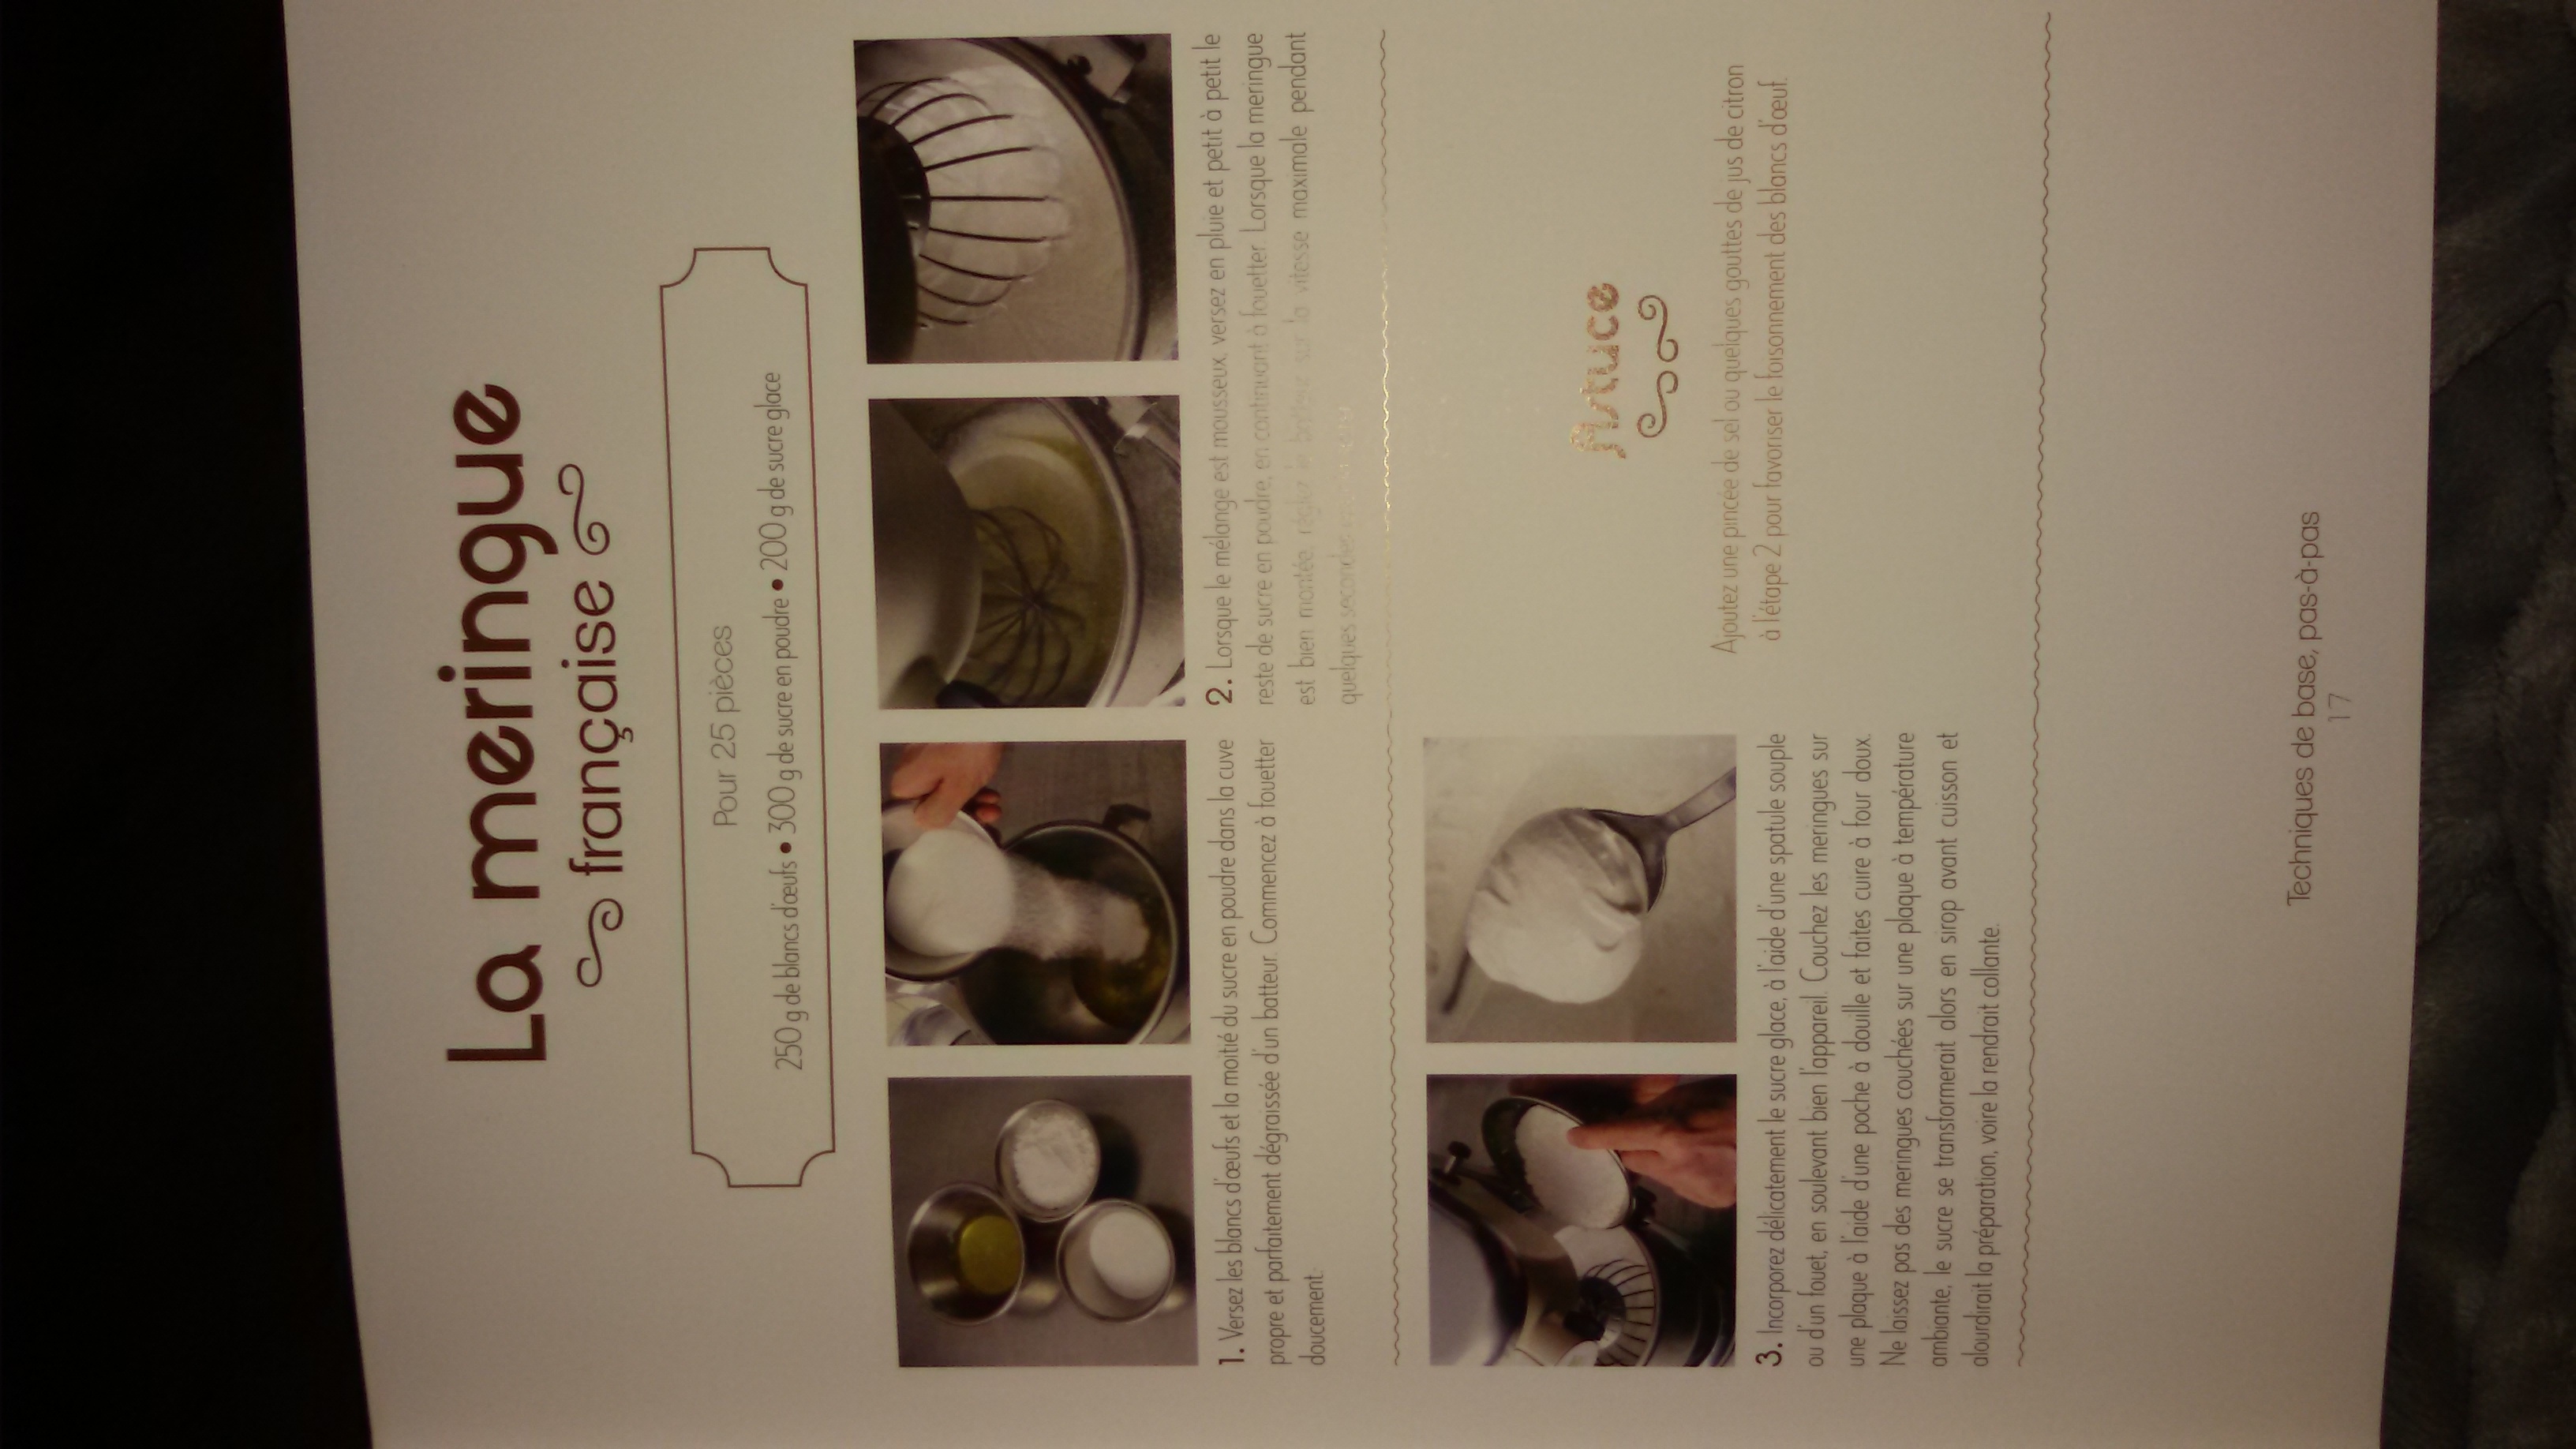 La meringue
française
Pour 25 pièces
250 g de blancs d'œufs • 300 g de sucre en poudre • 200 g de sucre glace
1. Versez les blancs d'œufs et la moitié du sucre en poudre dans la cuve
propre et parfaitement dégraissée d'un batteur. Commencez à fouetter
doucement.
2. Lorsque le mélange est mousseux, versez en pluie et petit à petit le
reste de sucre en poudre, en continuant à fouetter. Lorsque la meringue
est bien montée, réglez le batteur sur la vitesse maximale pendant
quelques secondes
3. Incorporez délicatement le sucre glace, à l'aide d'une spatule souple
ou d'un fouet, en soulevant bien l'appareil. Couchez les meringues sur
une plaque à l'aide d'une poche à douille et faites cuire à four doux.
Ne laissez pas des meringues couchées sur une plaque à température
ambiante, le sucre se transformerait alors en sirop avant cuisson et
alourdirait la préparation, voire la rendrait collante.
Astuce
Ajoutez une pincée de sel ou quelques gouttes de jus de citron
à l'étape 2 pour favoriser le foisonnement des blancs d'œuf.
Techniques de base, pas-à-pas
17